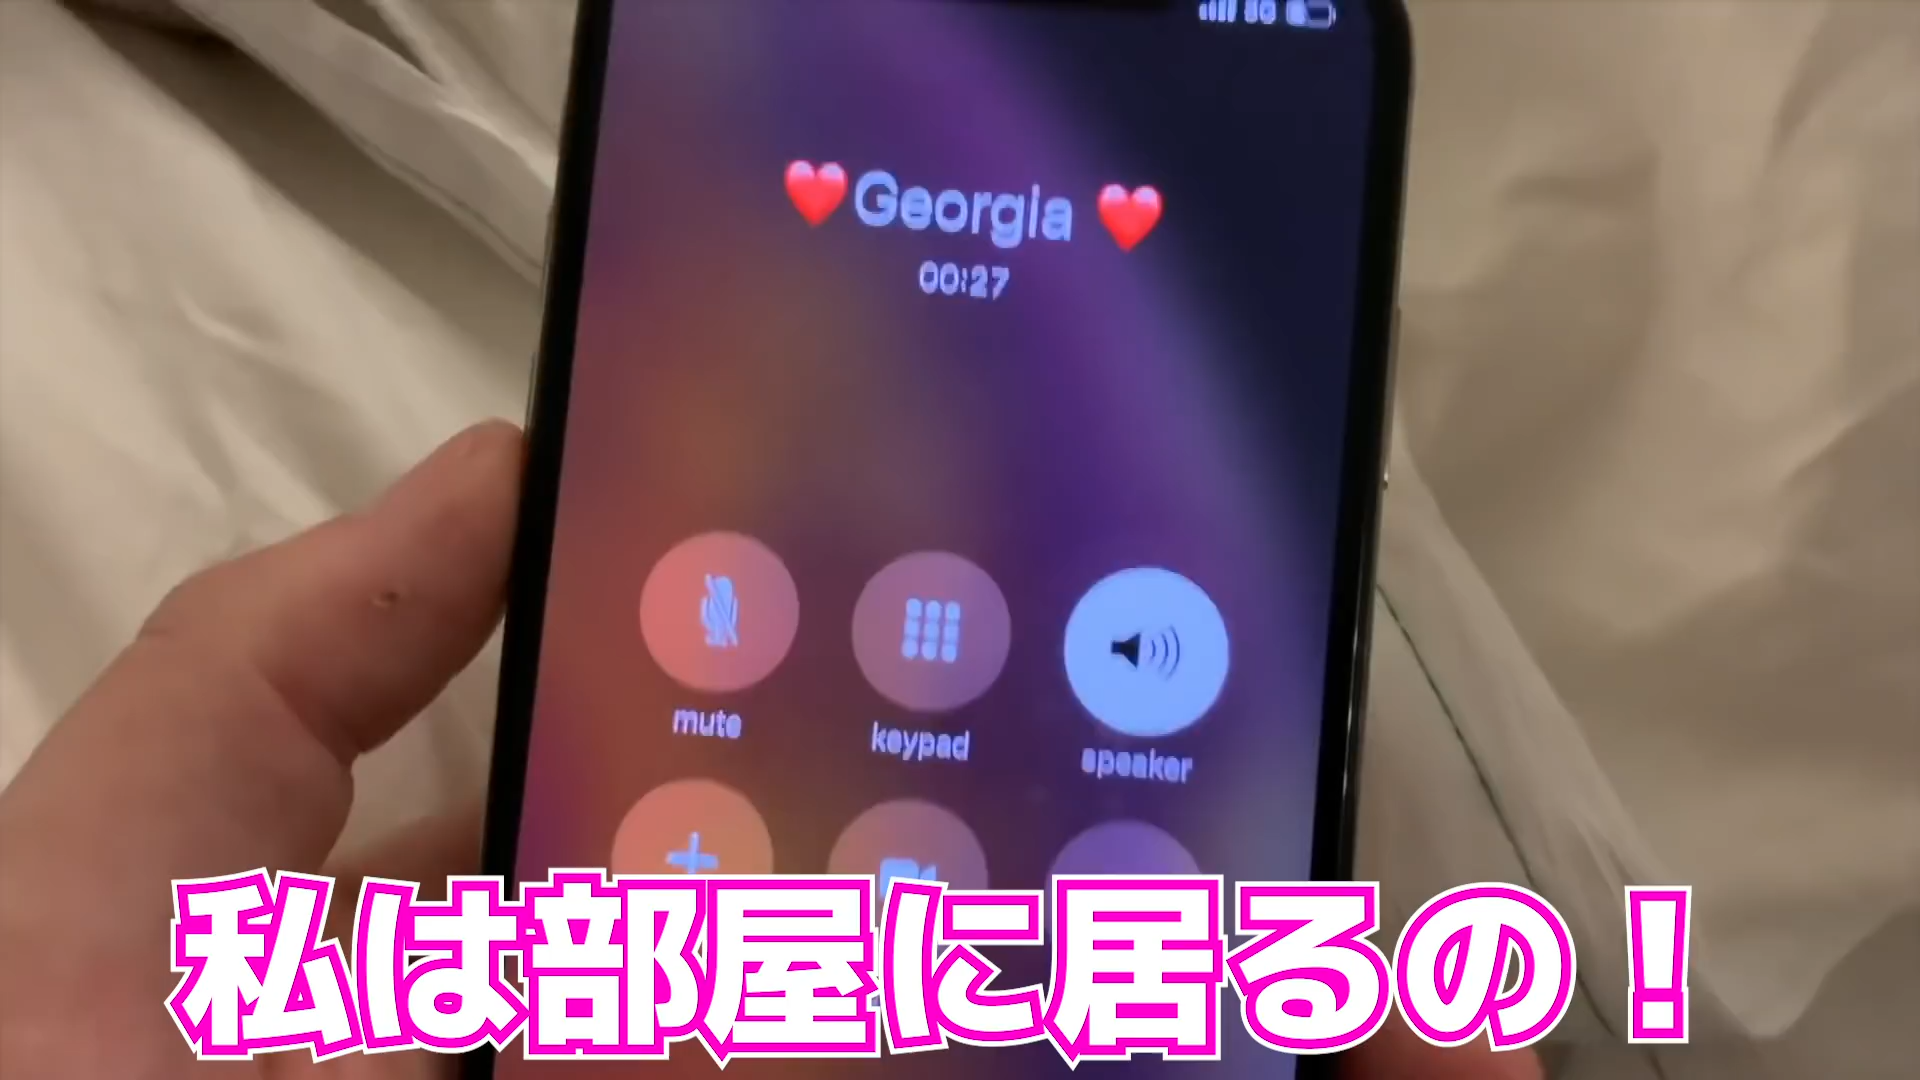 ❤️Georgia ❤️
00:27
mute
keypad
speaker
私は部屋に居るの！